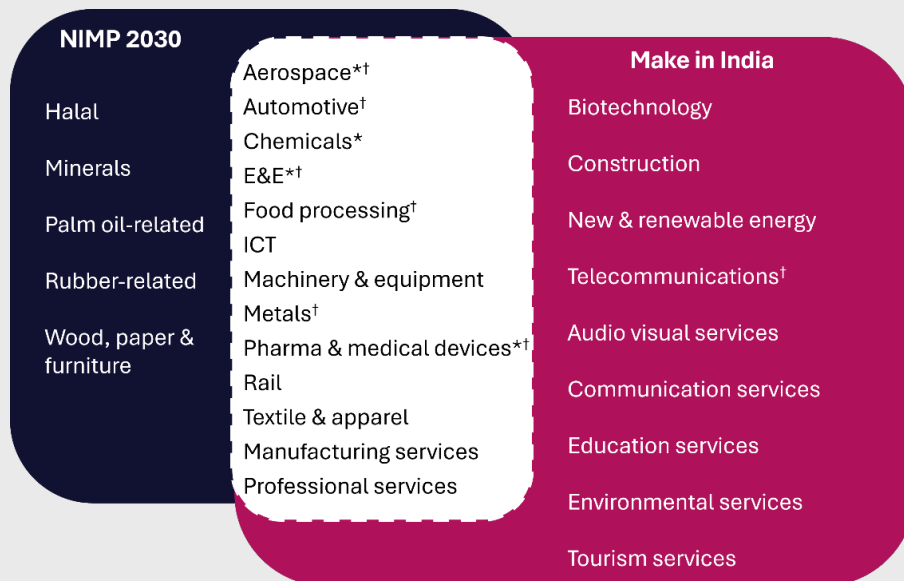 NIMP 2030
Halal
Minerals
Palm oil-related
Rubber-related
Wood, paper &
furniture
Aerospace*†
Automotive†
Chemicals*
E&E*†
Food processing†
ICT
Machinery & equipment
Metals†
Pharma & medical devices*†
Rail
Textile & apparel
Manufacturing services
Professional services
Make in India
Biotechnology
Construction
New & renewable energy
Telecommunications†
Audio visual services
Communication services
Education services
Environmental services
Tourism services